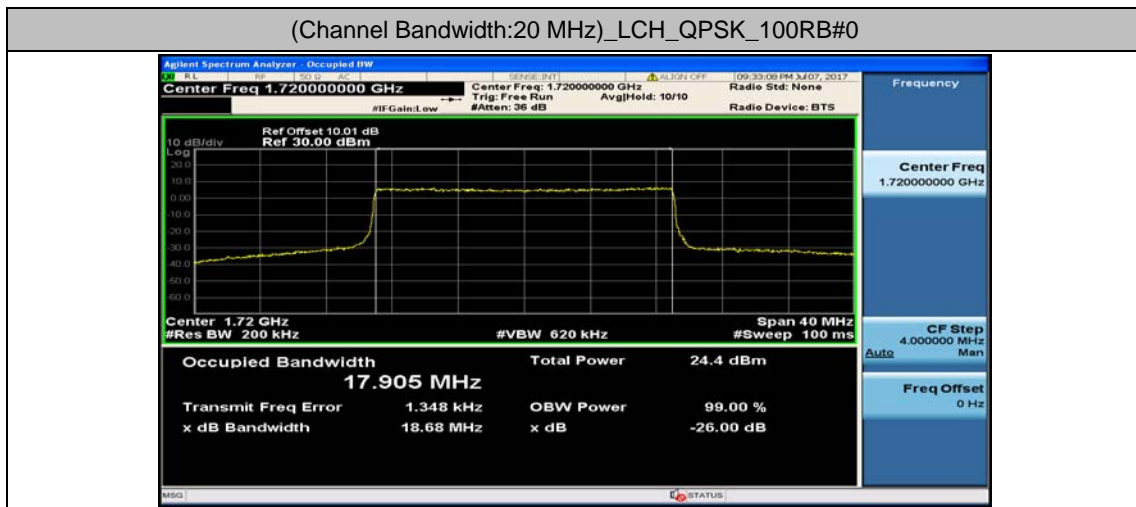 (Channel Bandwidth:20 MHz)_LCH_QPSK_100RB#0
Agilent Spectrum Analyzer - Occupied BW
RL RF 50 Ω AC SENSE:INT ALIGN OFF 09:33:08 PM Jul 07, 2017
Center Freq 1.720000000 GHz Center Freq: 1.720000000 GHz Radio Std: None
Trig: Free Run Avg|Hold: 10/10
#IFGain:Low #Atten: 36 dB Radio Device: BTS
Ref Offset 10.01 dB
10 dB/div Ref 30.00 dBm
Log
20.0
10.0
0.00
-10.0
-20.0
-30.0
-40.0
-50.0
-60.0
Center 1.72 GHz Span 40 MHz
#Res BW 200 kHz #VBW 620 kHz #Sweep 100 ms
Occupied Bandwidth Total Power 24.4 dBm
17.905 MHz
Transmit Freq Error 1.348 kHz OBW Power 99.00 %
x dB Bandwidth 18.68 MHz x dB -26.00 dB
Frequency
Center Freq
1.720000000 GHz
CF Step
4.000000 MHz
Auto Man
Freq Offset
0 Hz
MSG STATUS